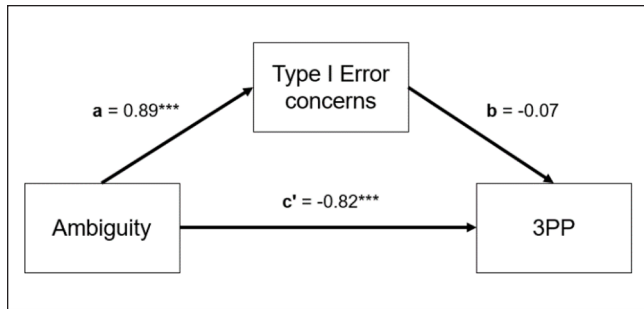 Type I Error
concerns
a = 0.89***
b = -0.07
c' = -0.82***
Ambiguity
3PP